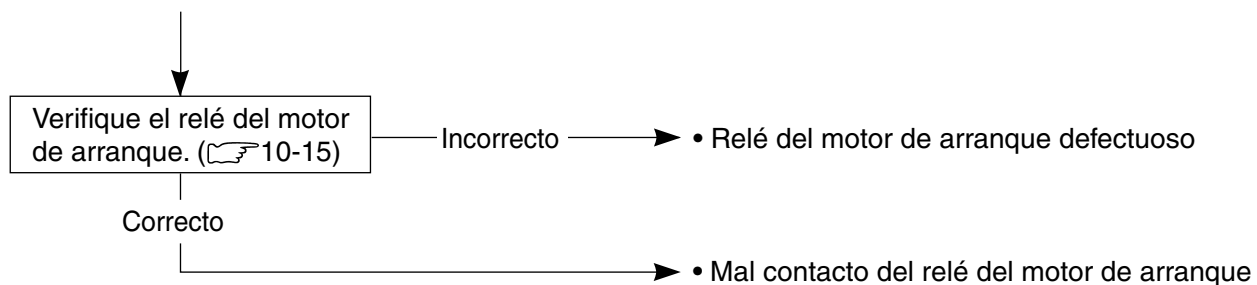 Verifique el relé del motor
de arranque. (☞10-15)
Incorrecto
• Relé del motor de arranque defectuoso
Correcto
• Mal contacto del relé del motor de arranque